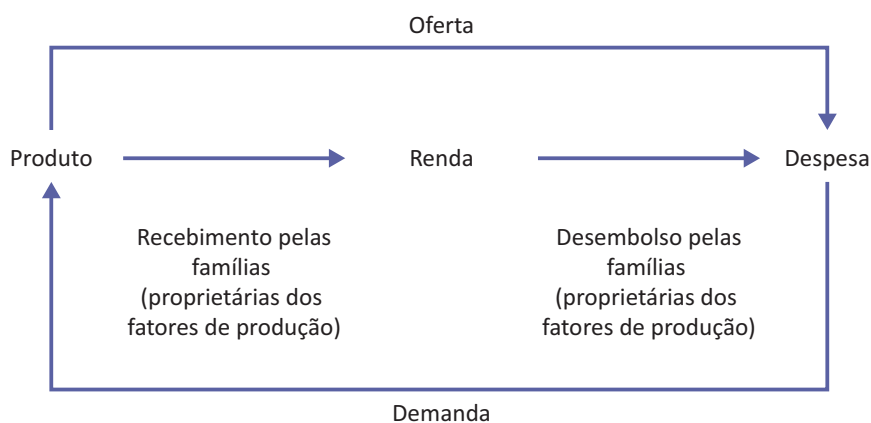 Oferta
Produto
Renda
Despesa
Recebimento pelas
famílias
(proprietárias dos
fatores de produção)
Desembolso pelas
famílias
(proprietárias dos
fatores de produção)
Demanda